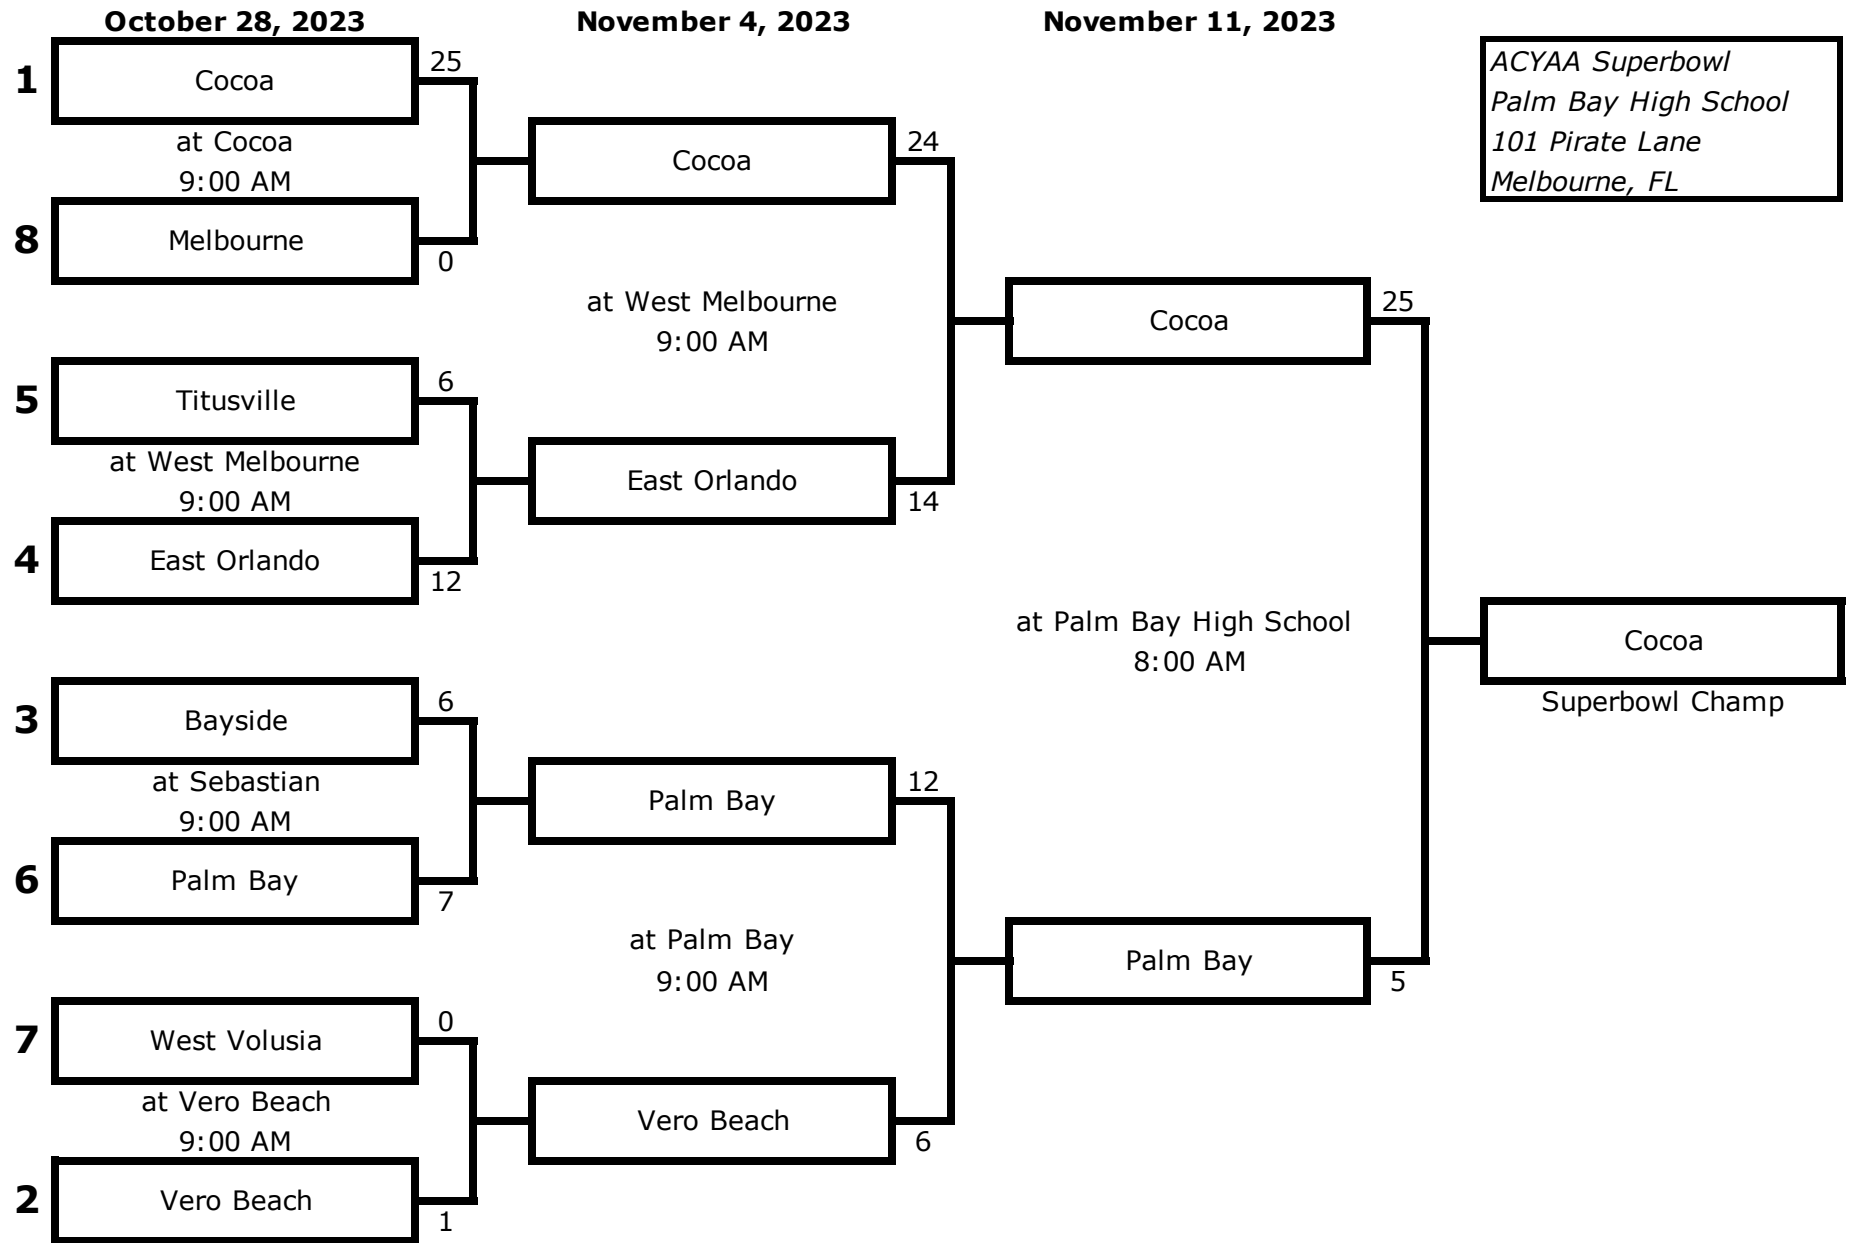 October 28, 2023
November 4, 2023
November 11, 2023
ACYAA Superbowl
Palm Bay High School
101 Pirate Lane
Melbourne, FL
1
Cocoa
25
at Cocoa
9:00 AM
8
Melbourne
0
5
Titusville
6
at West Melbourne
9:00 AM
4
East Orlando
12
3
Bayside
6
at Sebastian
9:00 AM
6
Palm Bay
7
7
West Volusia
0
at Vero Beach
9:00 AM
2
Vero Beach
1
Cocoa
24
at West Melbourne
9:00 AM
East Orlando
14
Palm Bay
12
at Palm Bay
9:00 AM
Vero Beach
6
Cocoa
25
at Palm Bay High School
8:00 AM
Palm Bay
5
Cocoa
Superbowl Champ